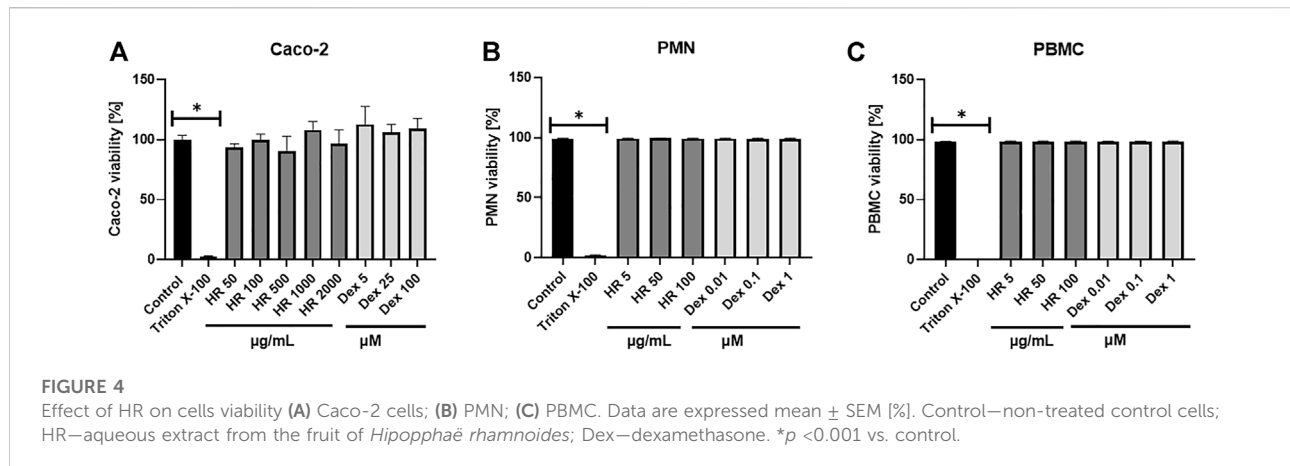 A
Caco-2
Caco-2 viability [%]
150
100
50
0
*
Control
Triton X-100
HR 50
HR 100
HR 500
HR 1000
HR 2000
Dex 5
Dex 25
Dex 100
µg/mL
µM
B
PMN
PMN viability [%]
150
100
50
0
*
Control
Triton X-100
HR 5
HR 50
HR 100
Dex 0.01
Dex 0.1
Dex 1
µg/mL
µM
C
PBMC
PBMC viability [%]
150
100
50
0
*
Control
Triton X-100
HR 5
HR 50
HR 100
Dex 0.01
Dex 0.1
Dex 1
µg/mL
µM
FIGURE 4
Effect of HR on cells viability (A) Caco-2 cells; (B) PMN; (C) PBMC. Data are expressed mean ± SEM [%]. Control—non-treated control cells;
HR—aqueous extract from the fruit of Hipopphaë rhamnoides; Dex—dexamethasone. *p <0.001 vs. control.